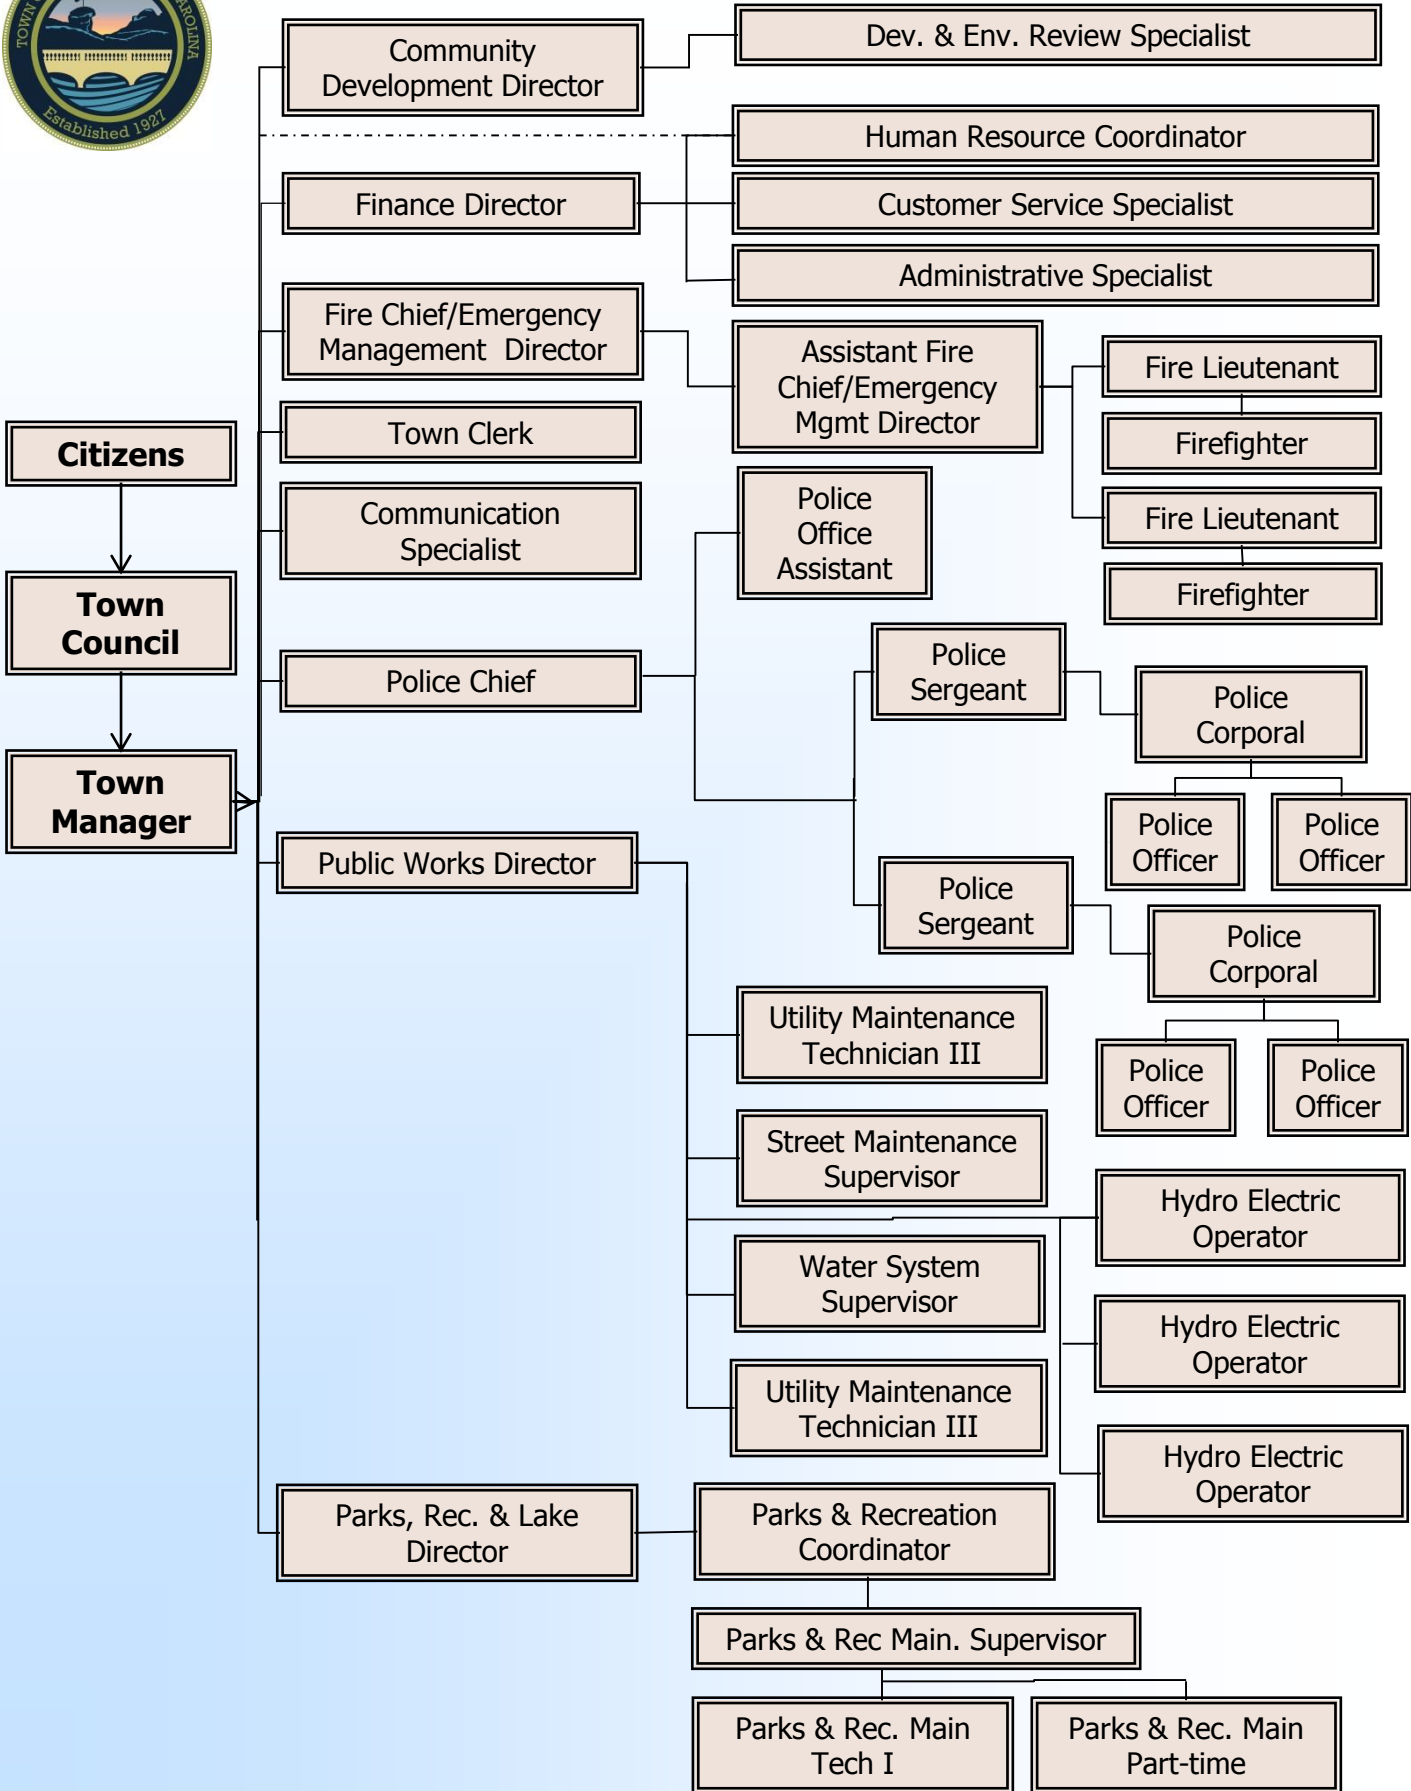 TOWN
CAROLINA
Established 1927
Community
Development Director
Dev. & Env. Review Specialist
Human Resource Coordinator
Finance Director
Customer Service Specialist
Administrative Specialist
Fire Chief/Emergency
Management Director
Assistant Fire
Chief/Emergency
Mgmt Director
Fire Lieutenant
Firefighter
Fire Lieutenant
Firefighter
Citizens
Town
Council
Town
Manager
Town Clerk
Communication
Specialist
Police
Office
Assistant
Police Chief
Police
Sergeant
Police
Corporal
Police
Officer
Police
Officer
Police
Sergeant
Police
Corporal
Police
Officer
Police
Officer
Public Works Director
Utility Maintenance
Technician III
Street Maintenance
Supervisor
Water System
Supervisor
Utility Maintenance
Technician III
Hydro Electric
Operator
Hydro Electric
Operator
Hydro Electric
Operator
Parks, Rec. & Lake
Director
Parks & Recreation
Coordinator
Parks & Rec Main. Supervisor
Parks & Rec. Main
Tech I
Parks & Rec. Main
Part-time